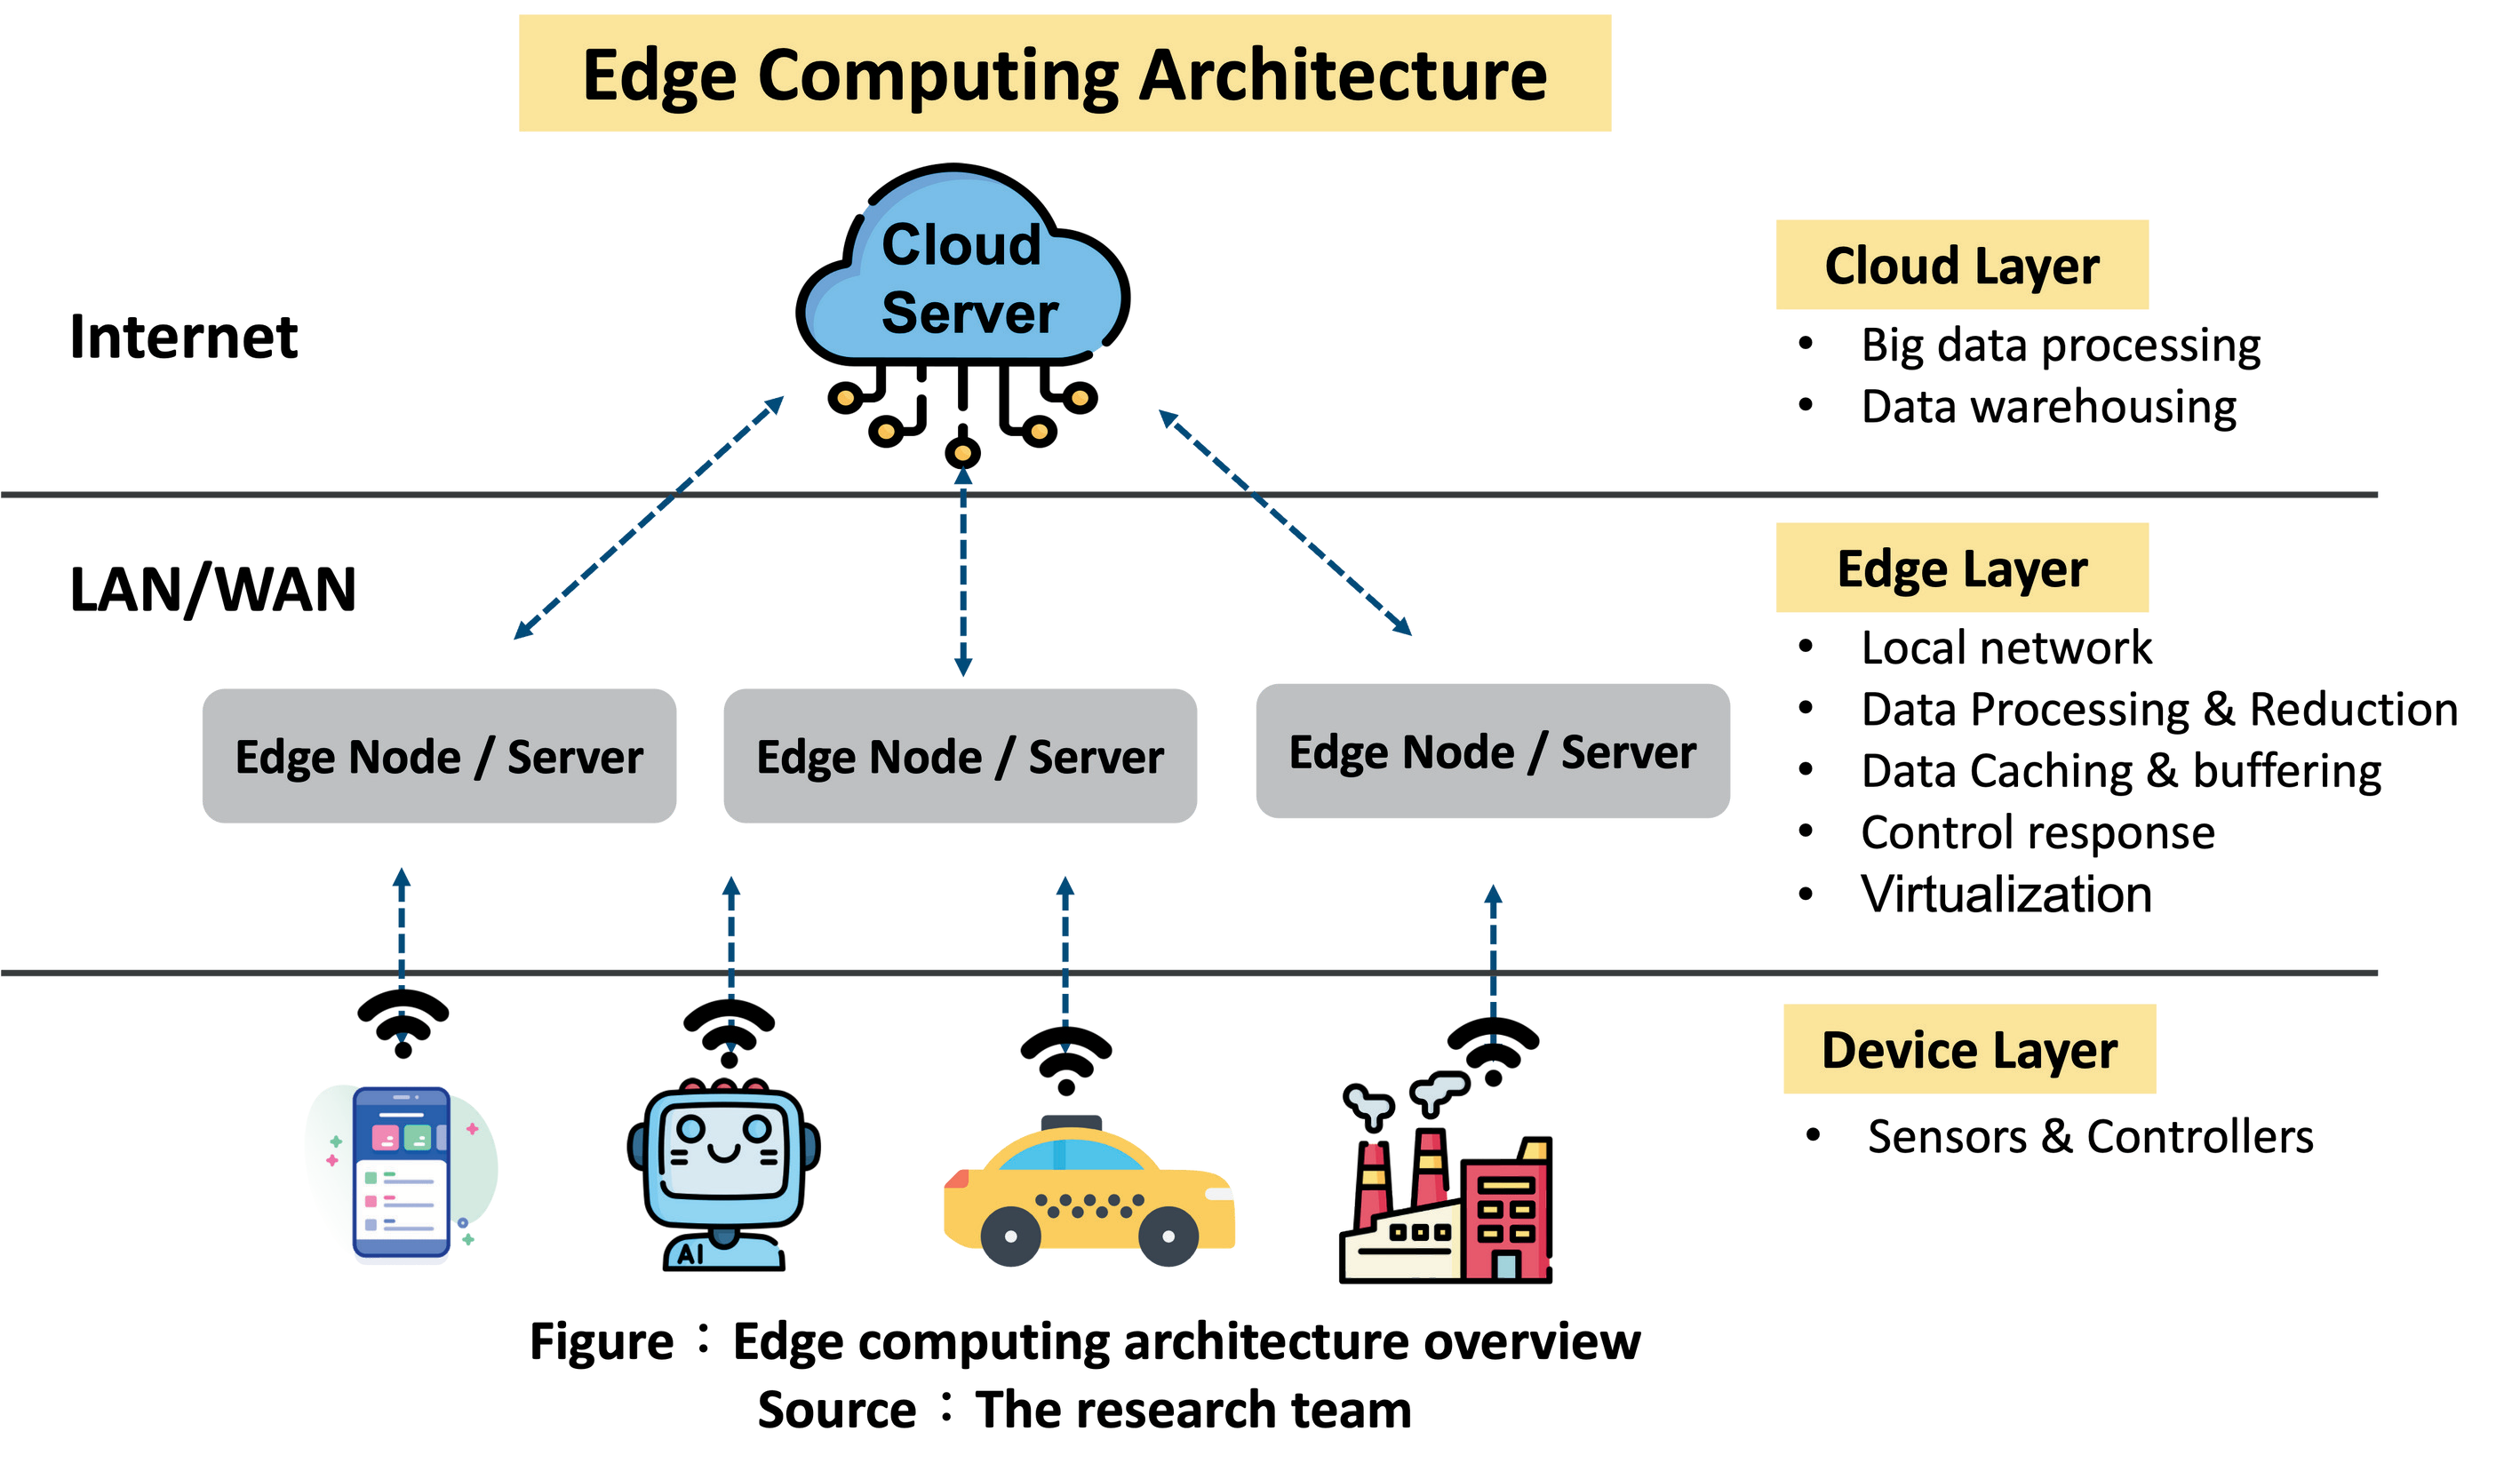 Edge Computing Architecture
Cloud
Server
Internet
Cloud Layer
• Big data processing
• Data warehousing
LAN/WAN
Edge Layer
• Local network
• Data Processing & Reduction
• Data Caching & buffering
• Control response
• Virtualization
Edge Node / Server
Edge Node / Server
Edge Node / Server
Device Layer
• Sensors & Controllers
AI
Figure：Edge computing architecture overview
Source：The research team